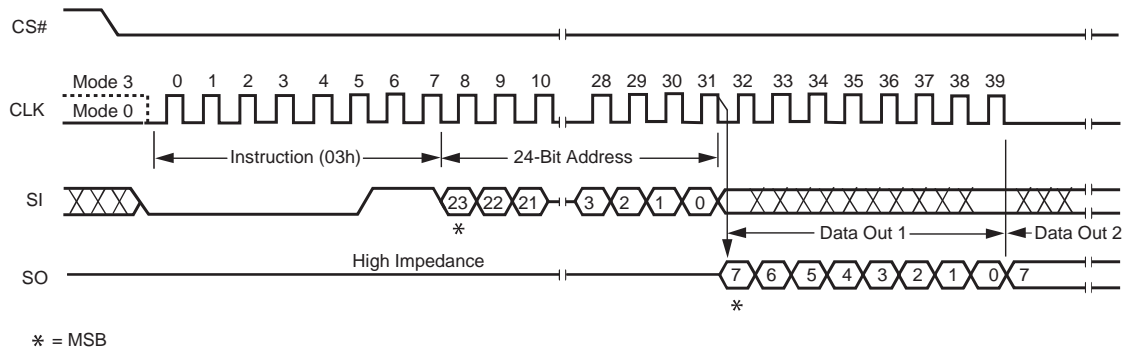 CS#
Mode 3
0 1 2 3 4 5 6 7 8 9 10 28 29 30 31 32 33 34 35 36 37 38 39
CLK
Mode 0
Instruction (03h)
24-Bit Address
SI
23 22 21 3 2 1 0
*
Data Out 1
Data Out 2
High Impedance
SO
7 6 5 4 3 2 1 0 7
*
* = MSB